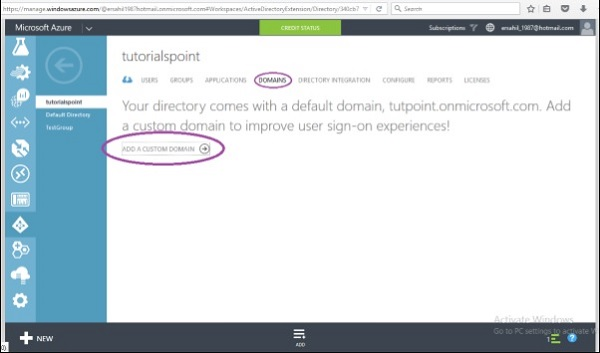 https://manage.windowsazure.com/@ersahil1987hotmail.onmicrosoft.com#Workspaces/ActiveDirectoryExtension/Directory/340cb7
Search
Microsoft Azure
CREDIT STATUS
Subscriptions
ersahil_1987@hotmail.com
tutorialspoint
Default Directory
TestGroup
tutorialspoint
USERS GROUPS APPLICATIONS DOMAINS DIRECTORY INTEGRATION CONFIGURE REPORTS LICENSES
Your directory comes with a default domain, tutpoint.onmicrosoft.com. Add
a custom domain to improve user sign-on experiences!
ADD A CUSTOM DOMAIN
Activate Windows
Go to PC settings to activate W
NEW
ADD
1
?